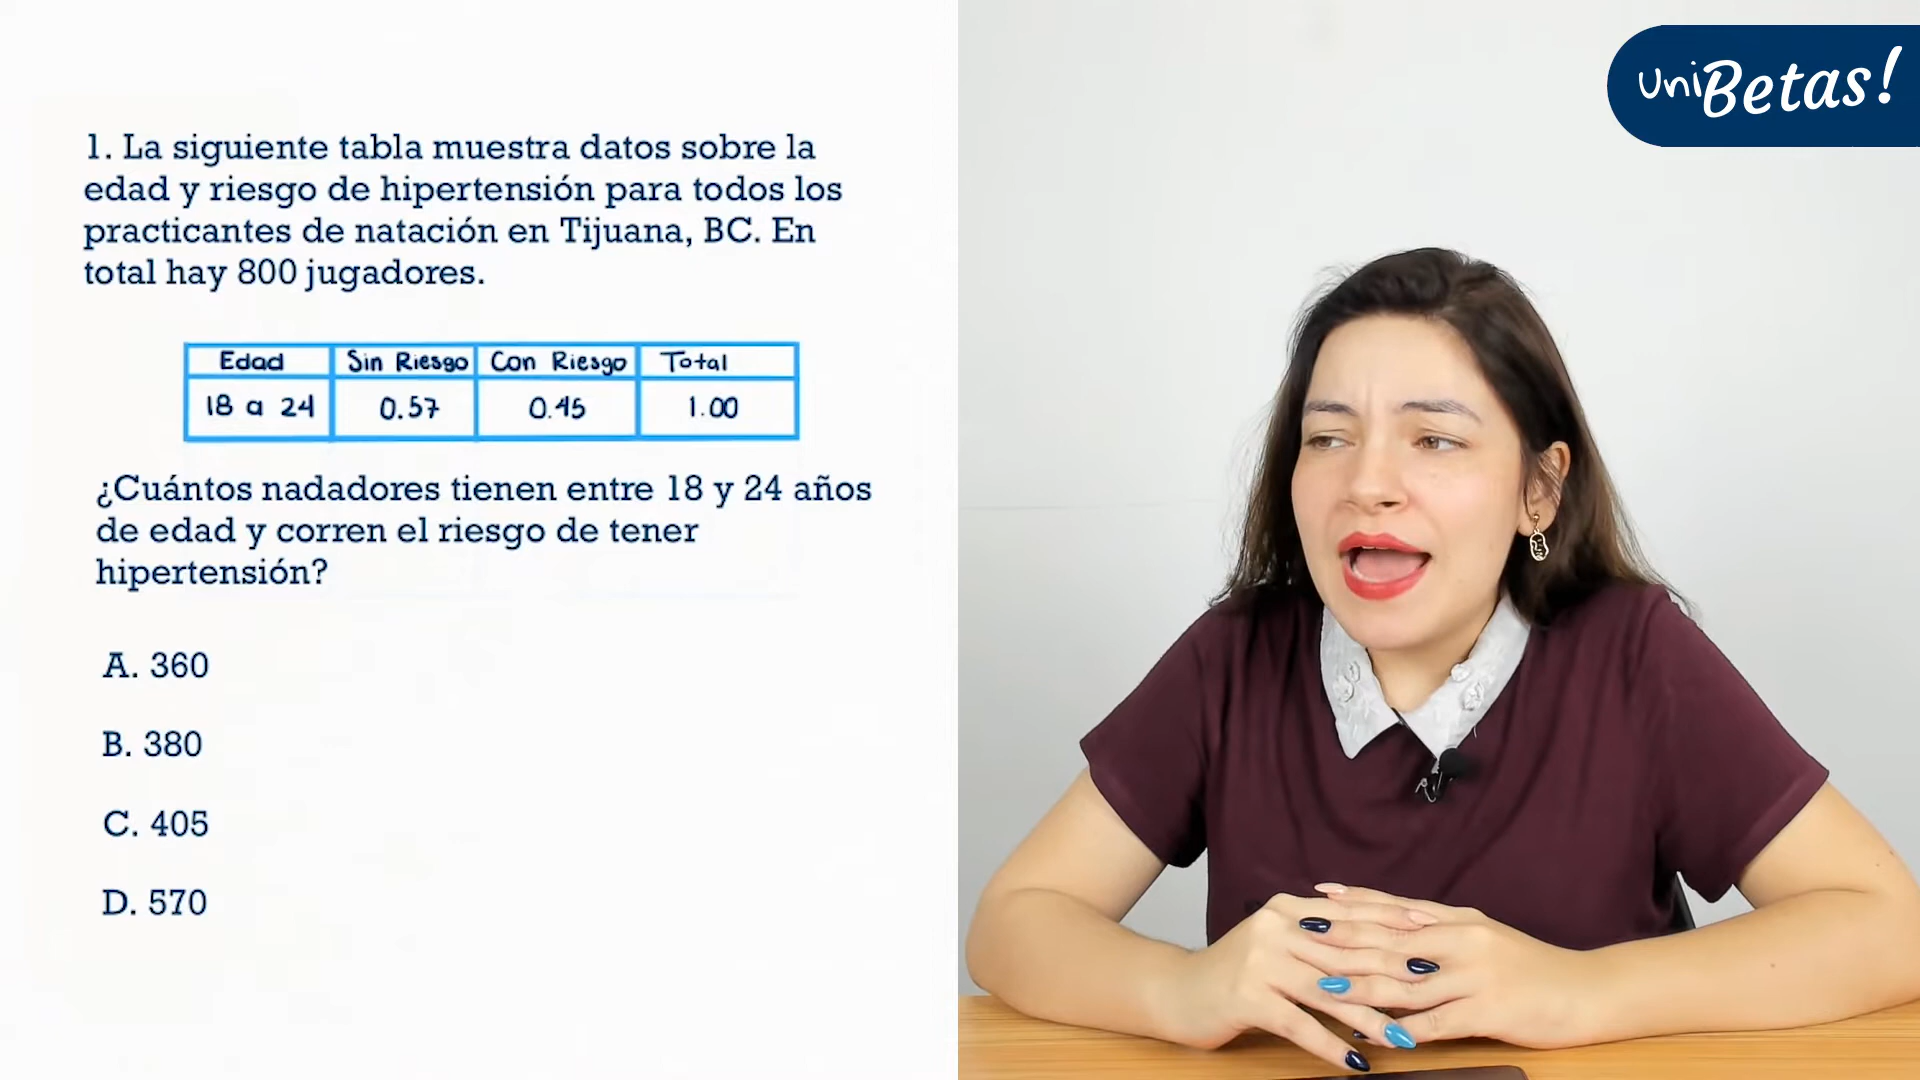 UniBetas!
1. La siguiente tabla muestra datos sobre la
edad y riesgo de hipertensión para todos los
practicantes de natación en Tijuana, BC. En
total hay 800 jugadores.
Edad Sin Riesgo Con Riesgo Total
18 a 24 0.57 0.45 1.00
¿Cuántos nadadores tienen entre 18 y 24 años
de edad y corren el riesgo de tener
hipertensión?
A. 360
B. 380
C. 405
D. 570